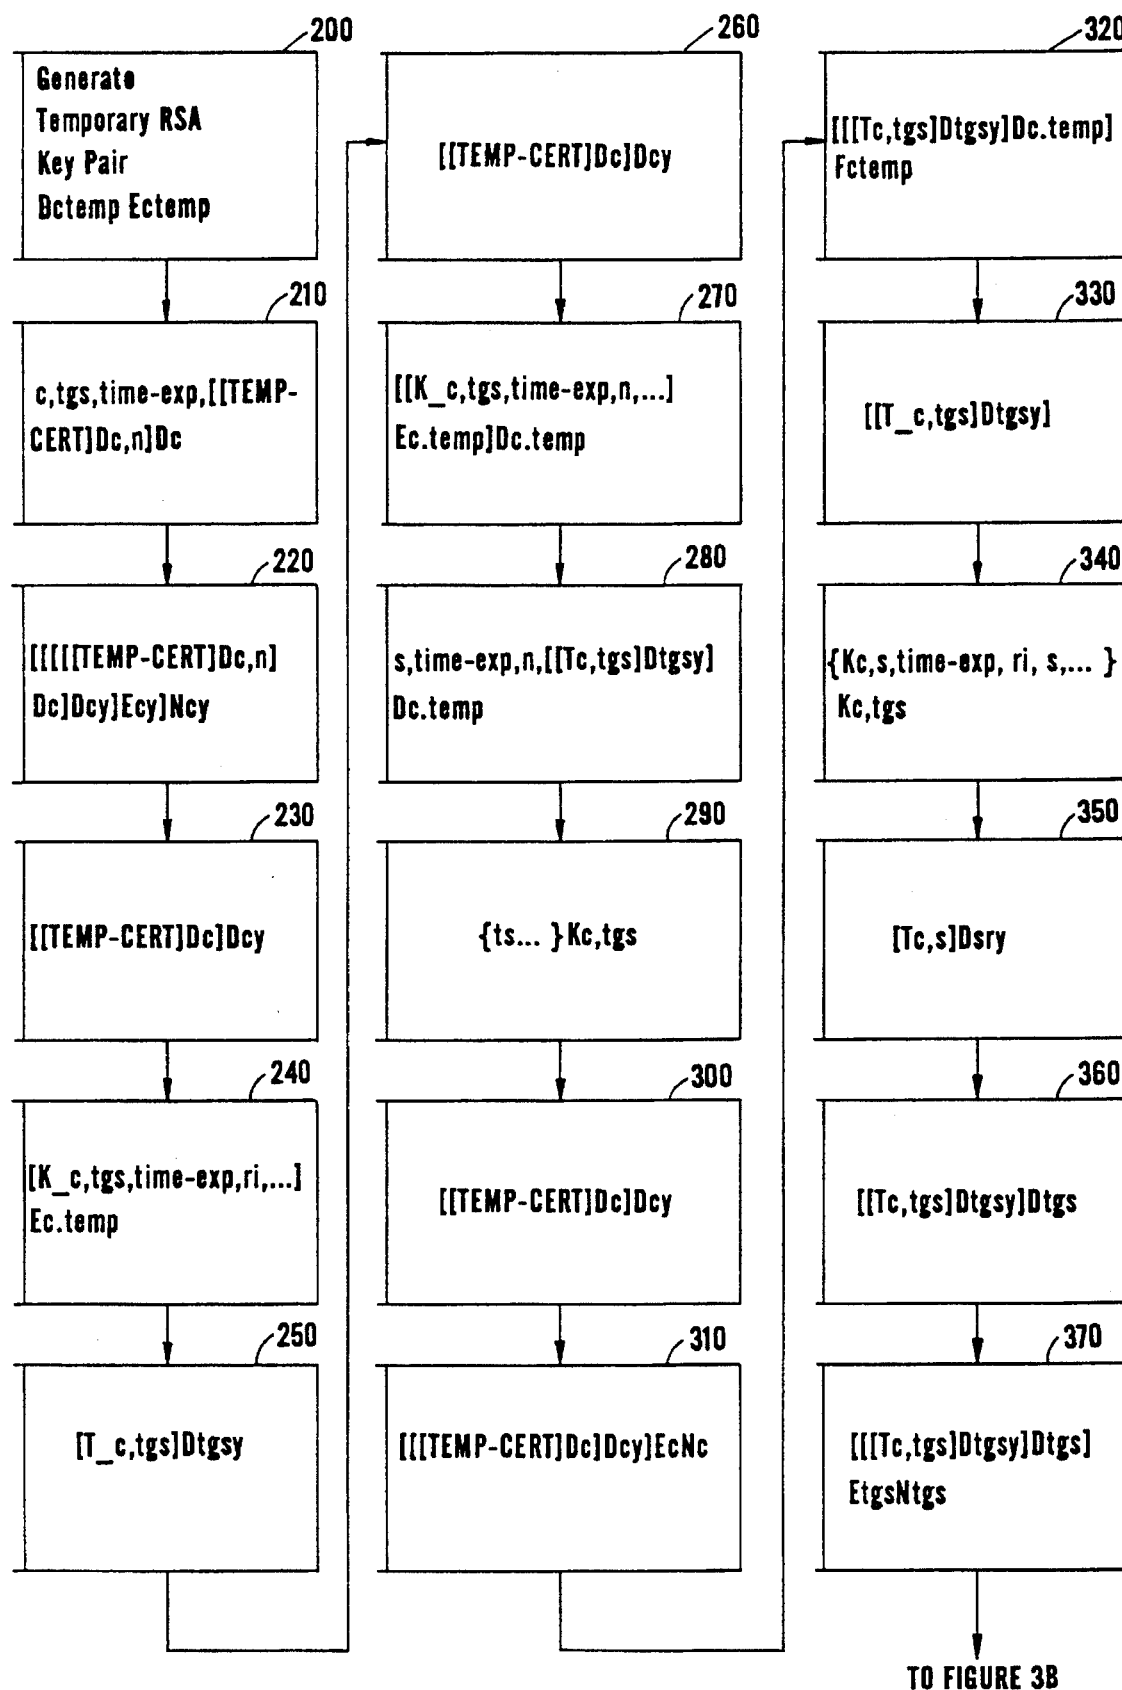 200
Generate
Temporary RSA
Key Pair
Dctemp Ectemp
210
c,tgs,time-exp,[[TEMP-
CERT]Dc,n]Dc
220
[[[[[TEMP-CERT]Dc,n]
Dc]Dcy]Ecy]Ncy
230
[[TEMP-CERT]Dc]Dcy
240
[K_c,tgs,time-exp,ri,...]
Ec.temp
250
[T_c,tgs]Dtgsy
260
[[TEMP-CERT]Dc]Dcy
270
[[K_c,tgs,time-exp,n,...]
Ec.temp]Dc.temp
280
s,time-exp,n,[[Tc,tgs]Dtgsy]
Dc.temp
290
{ts... }Kc,tgs
300
[[TEMP-CERT]Dc]Dcy
310
[[[TEMP-CERT]Dc]Dcy]EcNc
320
[[[Tc,tgs]Dtgsy]Dc.temp]
Fctemp
330
[[T_c,tgs]Dtgsy]
340
{Kc,s,time-exp, ri, s,... }
Kc,tgs
350
[Tc,s]Dsry
360
[[Tc,tgs]Dtgsy]Dtgs
370
[[[Tc,tgs]Dtgsy]Dtgs]
EtgsNtgs
TO FIGURE 3B